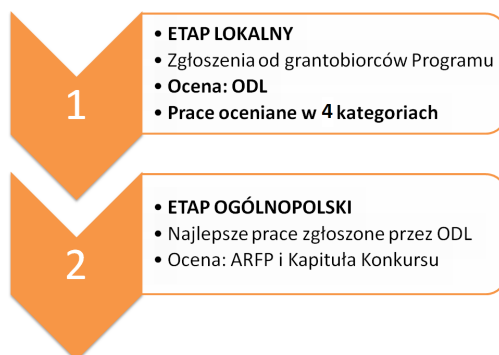 1
• ETAP LOKALNY
• Zgłoszenia od grantobiorców Programu
• Ocena: ODL
• Prace oceniane w 4 kategoriach
2
• ETAP OGÓLNOPOLSKI
• Najlepsze prace zgłoszone przez ODL
• Ocena: ARFP i Kapituła Konkursu